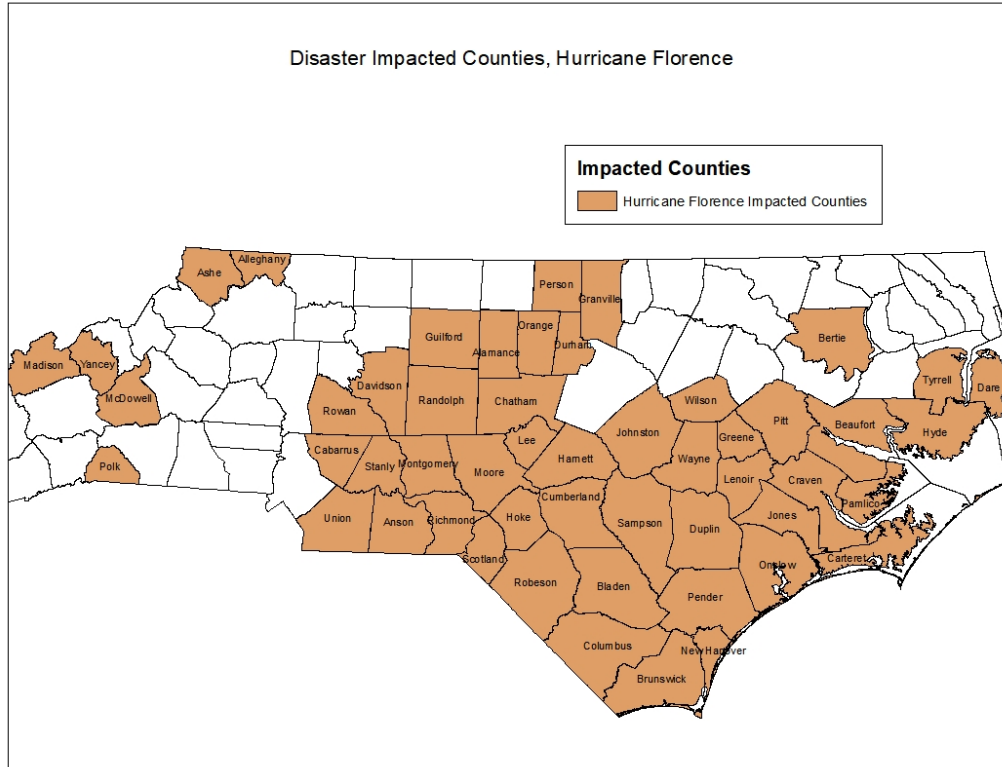 Disaster Impacted Counties, Hurricane Florence
Impacted Counties
Hurricane Florence Impacted Counties
Alleghany
Ashe
Person
Granville
Orange
Guilford
Durham
Alamance
Bertie
Madison
Yancey
McDowell
Tyrrell
Dare
Davidson
Randolph
Chatham
Wilson
Rowan
Pitt
Beaufort
Hyde
Johnston
Greene
Lee
Cabarrus
Stanly
Montgomery
Moore
Harnett
Wayne
Polk
Lenoir
Craven
Cumberland
Pamlico
Union
Anson
Richmond
Hoke
Sampson
Duplin
Jones
Scotland
Onslow
Carteret
Robeson
Bladen
Pender
Columbus
New Hanover
Brunswick